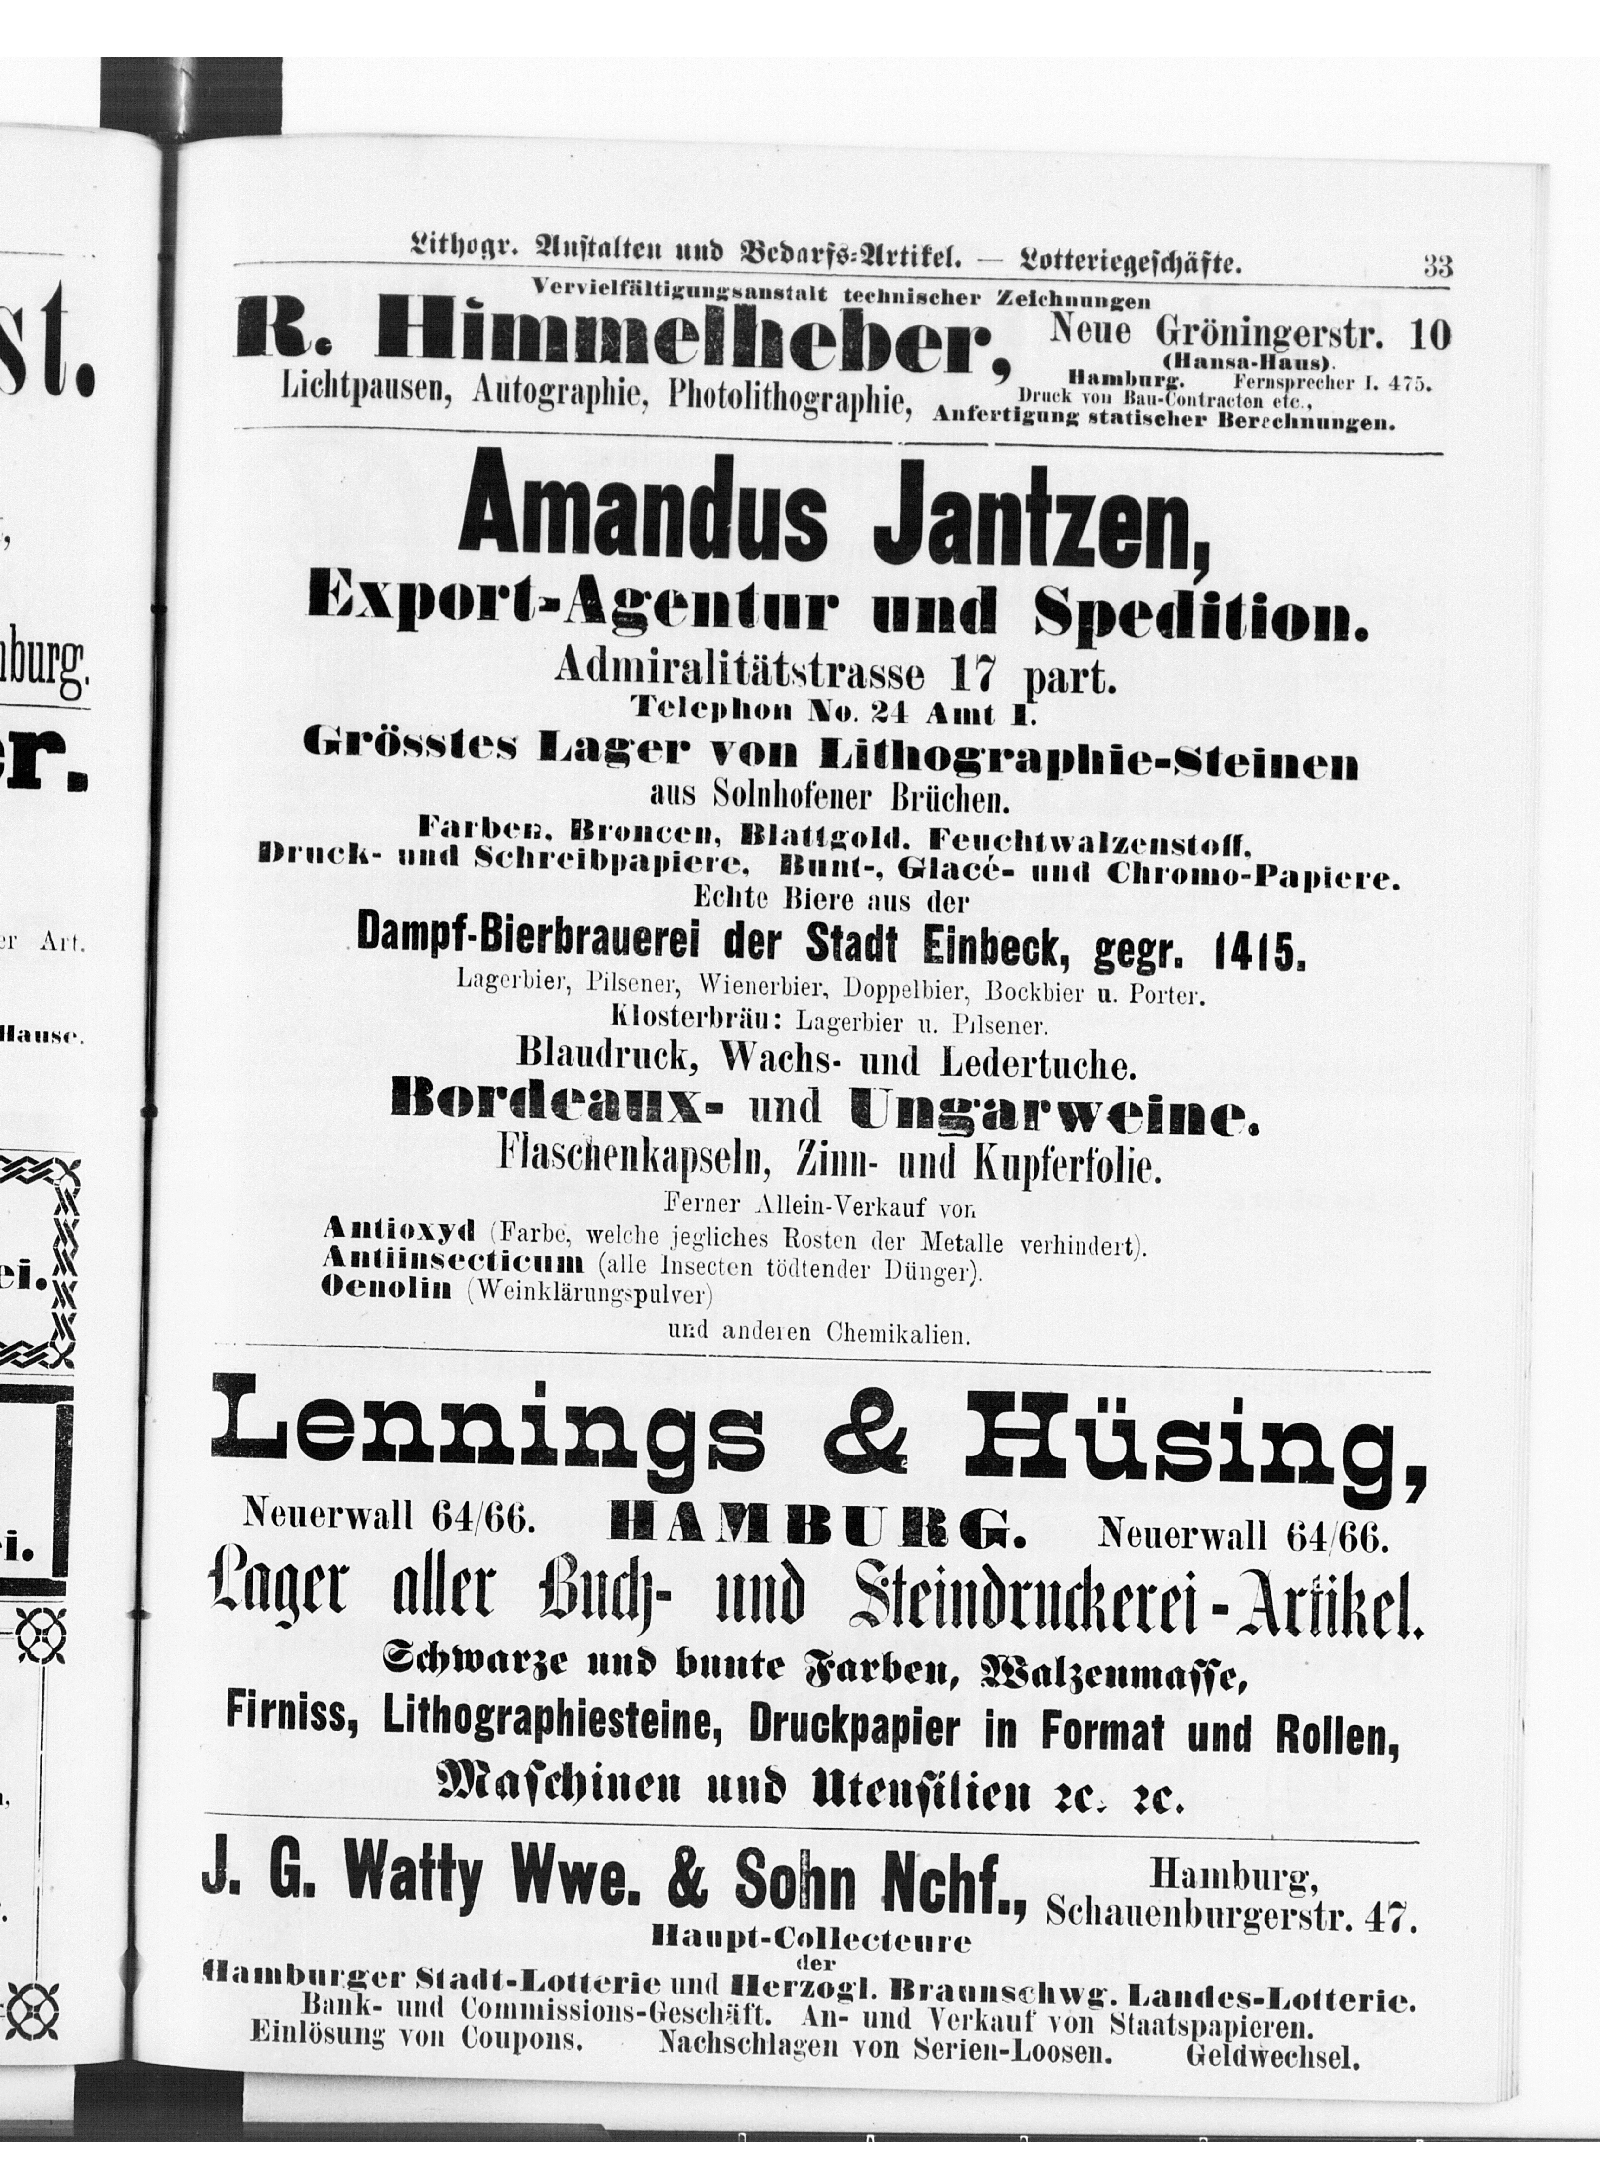 Lithogr. Anſtalten und Bedarfs-Artikel. — Lotteriegeſchäfte. 33
Vervielfältigungsanstalt technischer Zeichnungen
R. Himmelheber,
Neue Gröningerstr. 10
(Hansa-Haus).
Hamburg. Fernsprecher I. 475.
Lichtpausen, Autographie, Photolithographie,
Druck von Bau-Contracten etc.,
Anfertigung statischer Berechnungen.
Amandus Jantzen,
Export-Agentur und Spedition.
Admiralitätstrasse 17 part.
Telephon No. 24 Amt I.
Grösstes Lager von Lithographie-Steinen
aus Solnhofener Brüchen.
Farben, Broncen, Blattgold, Feuchtwalzenstoff,
Druck- und Schreibpapiere, Bunt-, Glacé- und Chromo-Papiere.
Echte Biere aus der
Dampf-Bierbrauerei der Stadt Einbeck, gegr. 1415.
Lagerbier, Pilsener, Wienerbier, Doppelbier, Bockbier u. Porter.
Klosterbräu: Lagerbier u. Pilsener.
Blaudruck, Wachs- und Ledertuche.
Bordeaux- und Ungarweine.
Flaschenkapseln, Zinn- und Kupferfolie.
Ferner Allein-Verkauf von
Antioxyd (Farbe, welche jegliches Rosten der Metalle verhindert).
Antiinsecticum (alle Insecten tödtender Dünger).
Oenolin (Weinklärungspulver)
und anderen Chemikalien.
Lennings & Hüsing,
Neuerwall 64/66. HAMBURG. Neuerwall 64/66.
Lager aller Buch- und Steindruckerei-Artikel.
Schwarze und bunte Farben, Walzenmaſſe,
Firniss, Lithographiesteine, Druckpapier in Format und Rollen,
Maſchinen und Utenſilien ꝛc. ꝛc.
J. G. Watty Wwe. & Sohn Nchf.,
Hamburg,
Schauenburgerstr. 47.
Haupt-Collecteure
der
Hamburger Stadt-Lotterie und Herzogl. Braunschwg. Landes-Lotterie.
Bank- und Commissions-Geschäft. An- und Verkauf von Staatspapieren.
Einlösung von Coupons. Nachschlagen von Serien-Loosen. Geldwechsel.
st.
burg.
er.
er Art.
Hause.
ei.
i.